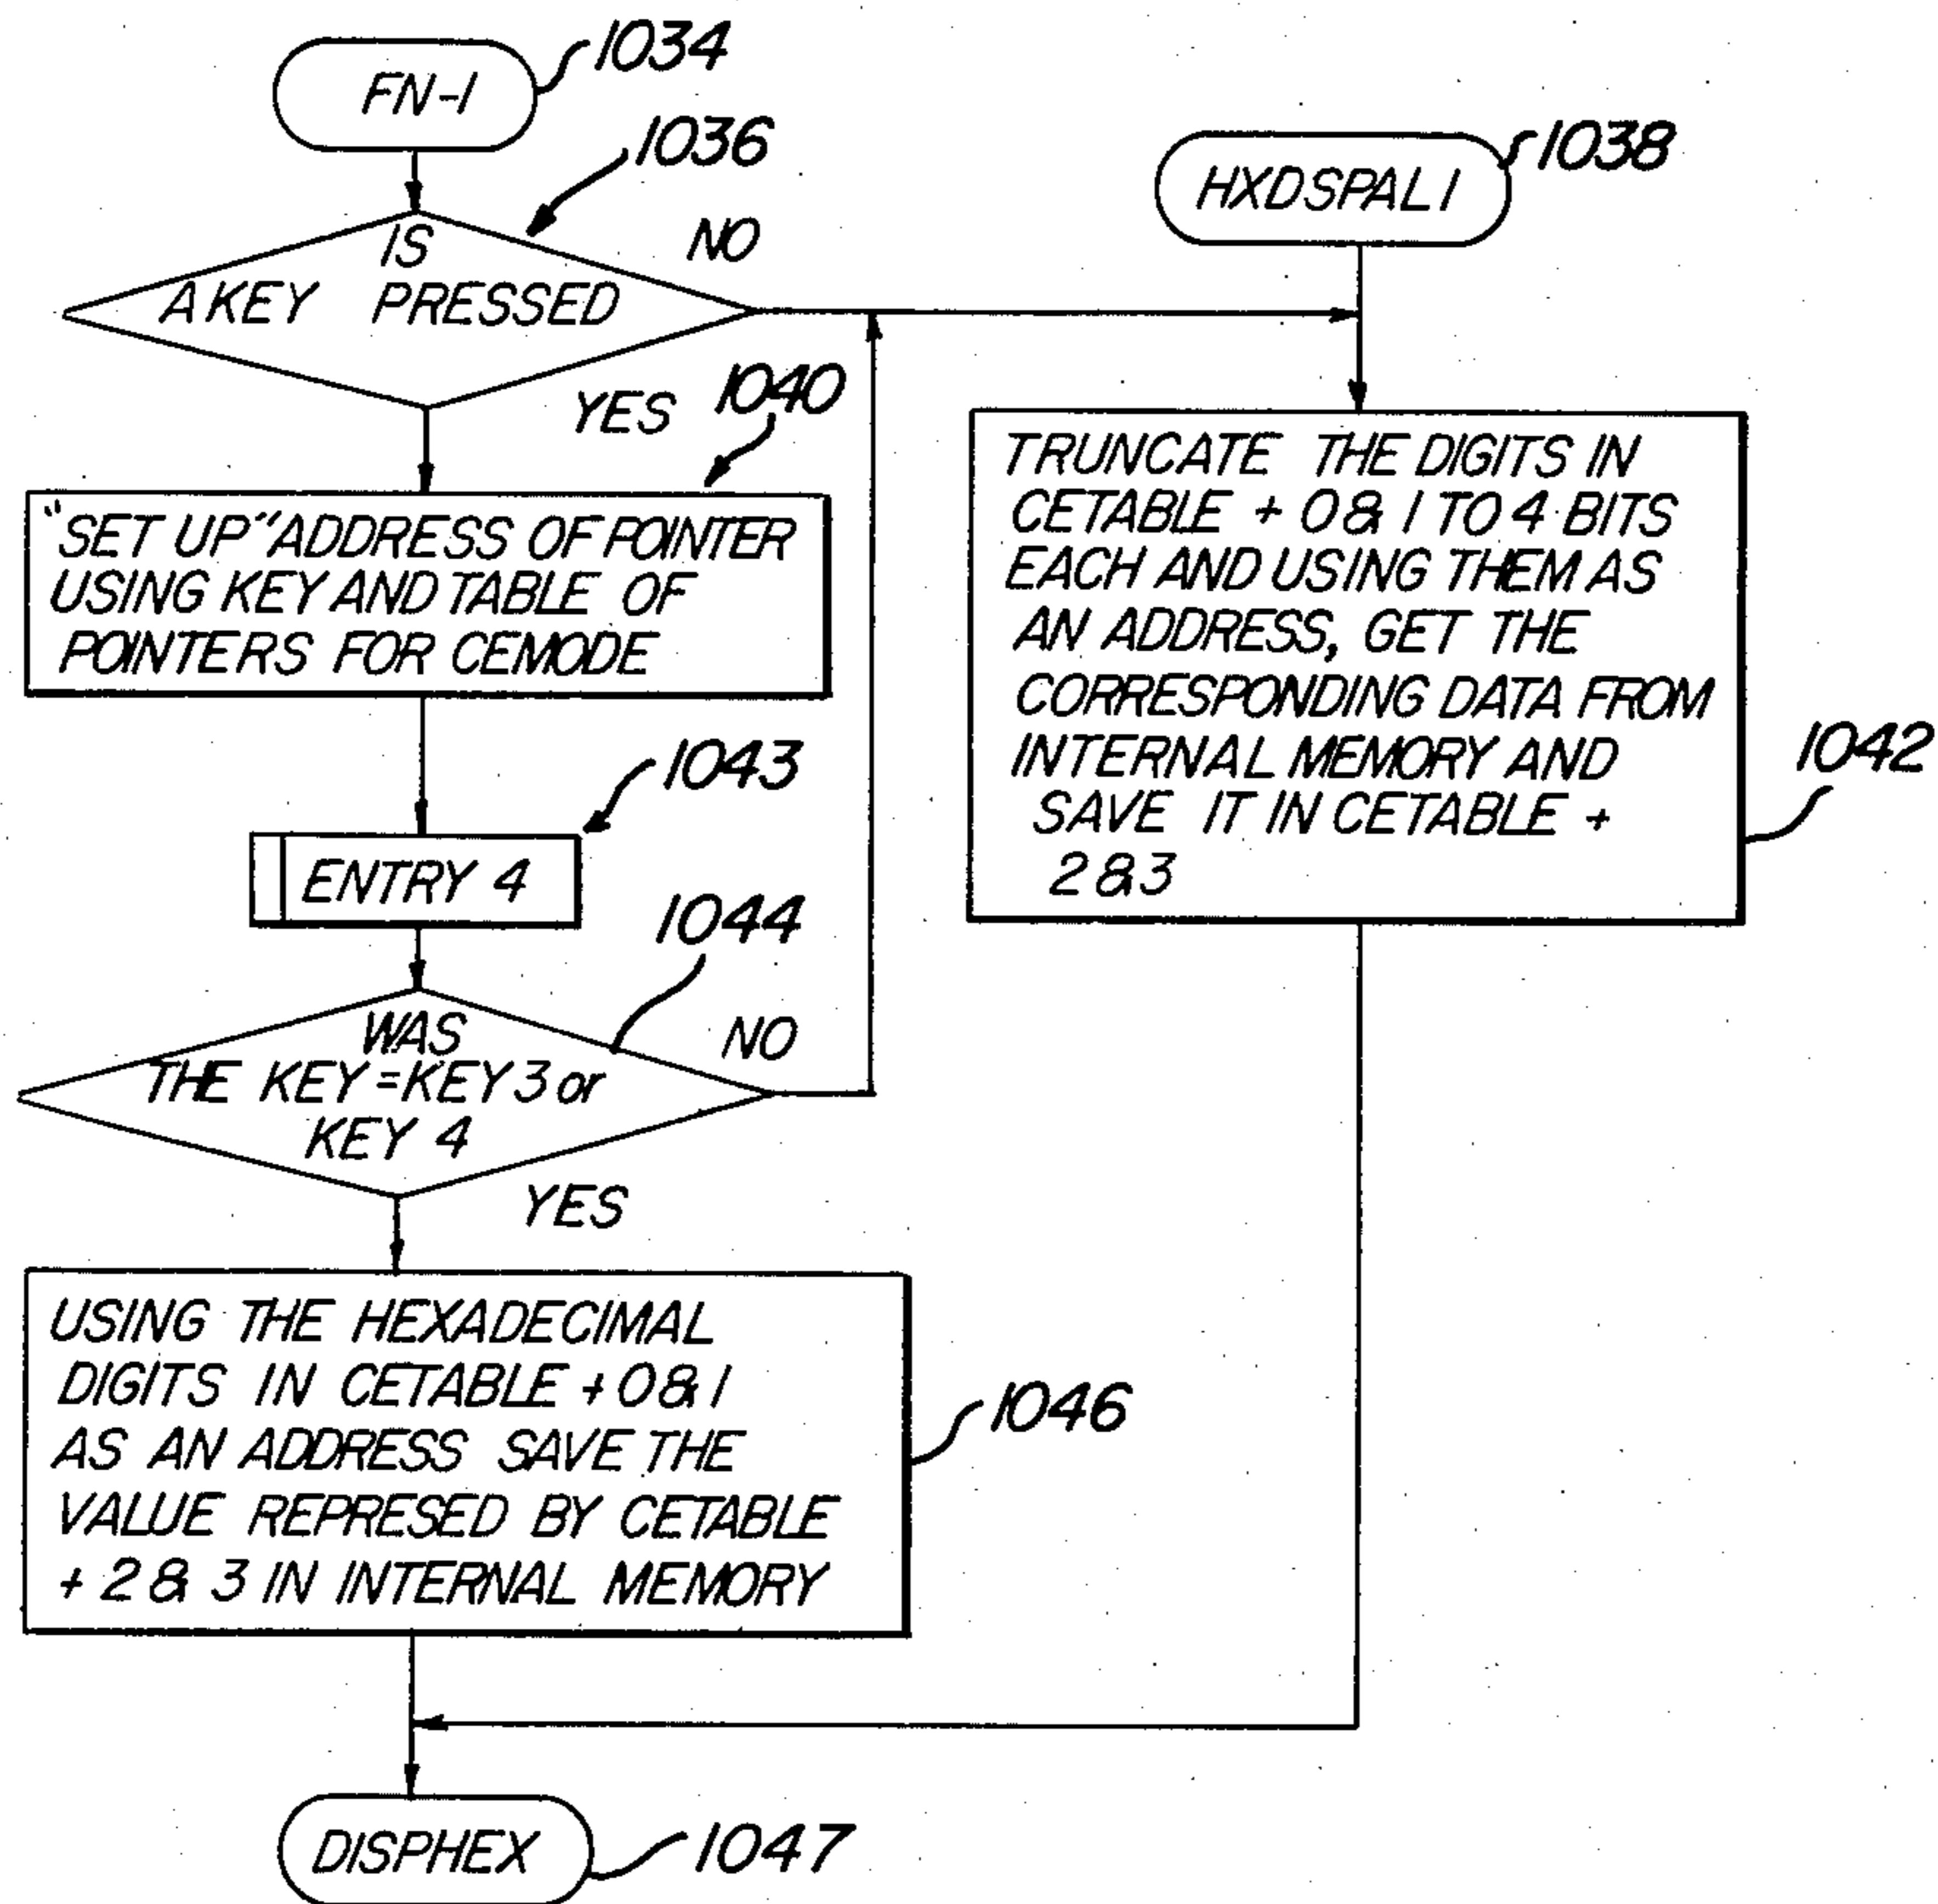 FN-1
1034
1036
HXDSPAL1
1038
IS
A KEY PRESSED
NO
YES
1040
"SET UP" ADDRESS OF POINTER
USING KEY AND TABLE OF
POINTERS FOR CEMODE
TRUNCATE THE DIGITS IN
CETABLE + 0 & 1 TO 4 BITS
EACH AND USING THEM AS
AN ADDRESS, GET THE
CORRESPONDING DATA FROM
INTERNAL MEMORY AND
SAVE IT IN CETABLE +
2 & 3
1042
1043
ENTRY 4
1044
WAS
THE KEY = KEY 3 or
KEY 4
NO
YES
USING THE HEXADECIMAL
DIGITS IN CETABLE + 0 & 1
AS AN ADDRESS SAVE THE
VALUE REPRESED BY CETABLE
+ 2 & 3 IN INTERNAL MEMORY
1046
DISPHEX
1047